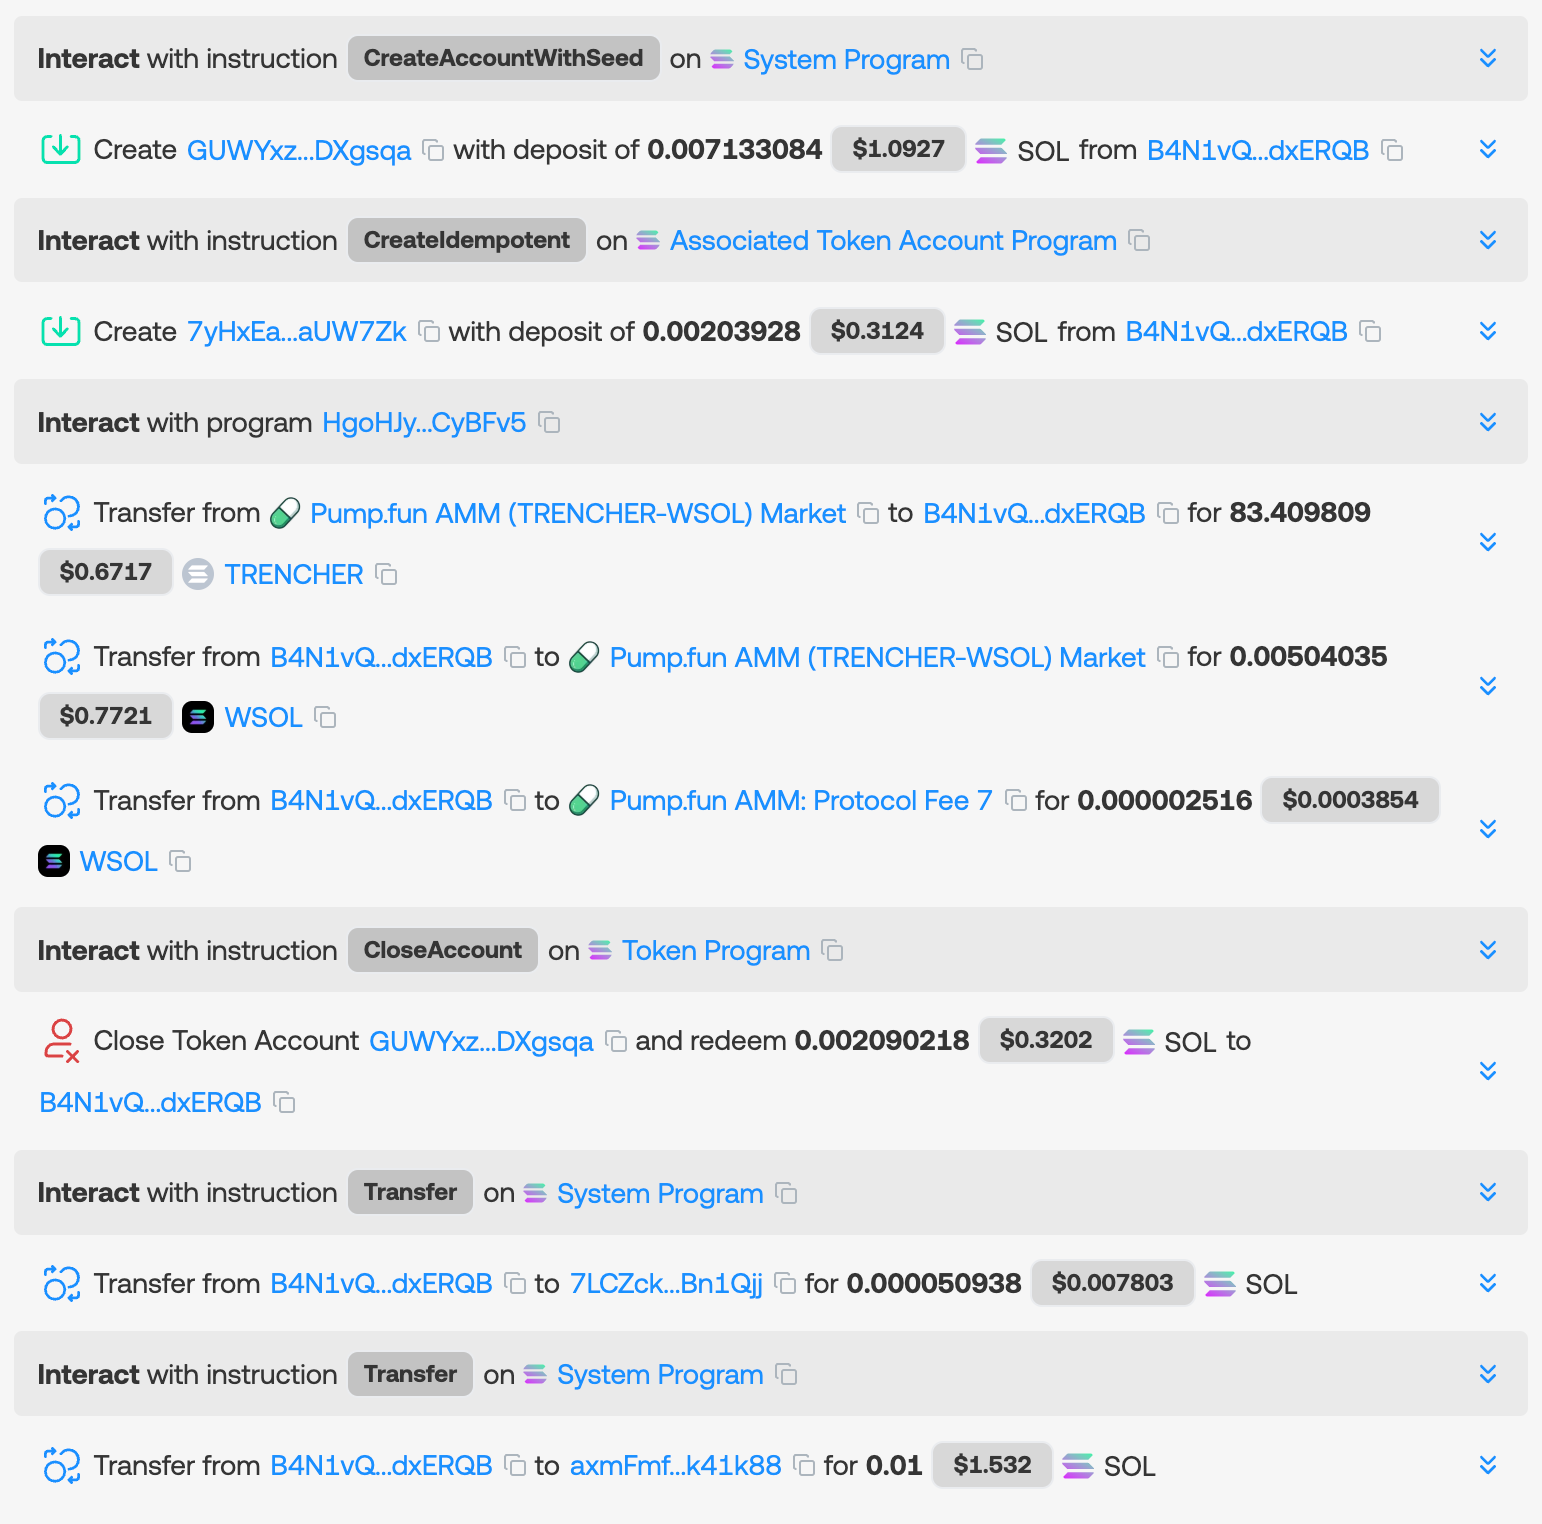 Interact with instruction CreateAccountWithSeed on System Program
Create GUWYxz...DXgsqa with deposit of 0.007133084 $1.0927 SOL from B4N1vQ...dxERQB
Interact with instruction CreateIdempotent on Associated Token Account Program
Create 7yHxEa...aUW7Zk with deposit of 0.00203928 $0.3124 SOL from B4N1vQ...dxERQB
Interact with program HgoHJy...CyBFv5
Transfer from Pump.fun AMM (TRENCHER-WSOL) Market to B4N1vQ...dxERQB for 83.409809
$0.6717 TRENCHER
Transfer from B4N1vQ...dxERQB to Pump.fun AMM (TRENCHER-WSOL) Market for 0.00504035
$0.7721 WSOL
Transfer from B4N1vQ...dxERQB to Pump.fun AMM: Protocol Fee 7 for 0.000002516 $0.0003854
WSOL
Interact with instruction CloseAccount on Token Program
Close Token Account GUWYxz...DXgsqa and redeem 0.002090218 $0.3202 SOL to
B4N1vQ...dxERQB
Interact with instruction Transfer on System Program
Transfer from B4N1vQ...dxERQB to 7LCZck...Bn1Qjj for 0.000050938 $0.007803 SOL
Interact with instruction Transfer on System Program
Transfer from B4N1vQ...dxERQB to axmFmf...k41k88 for 0.01 $1.532 SOL